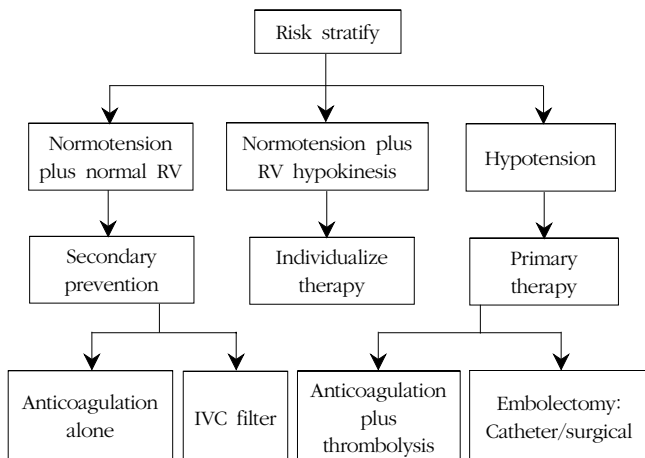 Risk stratify
Normotension
plus normal RV
Normotension plus
RV hypokinesis
Hypotension
Secondary
prevention
Individualize
therapy
Primary
therapy
Anticoagulation
alone
IVC filter
Anticoagulation
plus
thrombolysis
Embolectomy:
Catheter/surgical